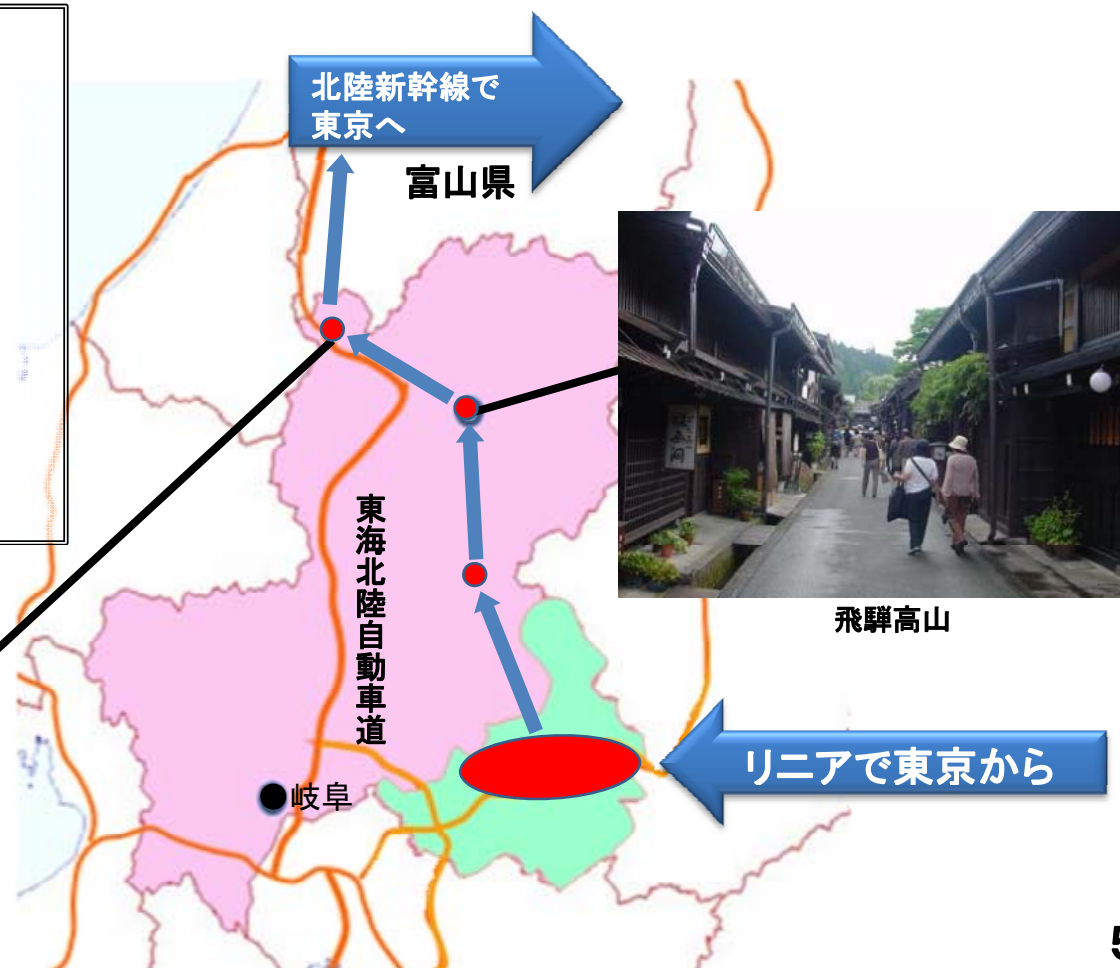 北陸新幹線で
東京へ
富山県
東海北陸自動車道
飛騨高山
リニアで東京から
岐阜